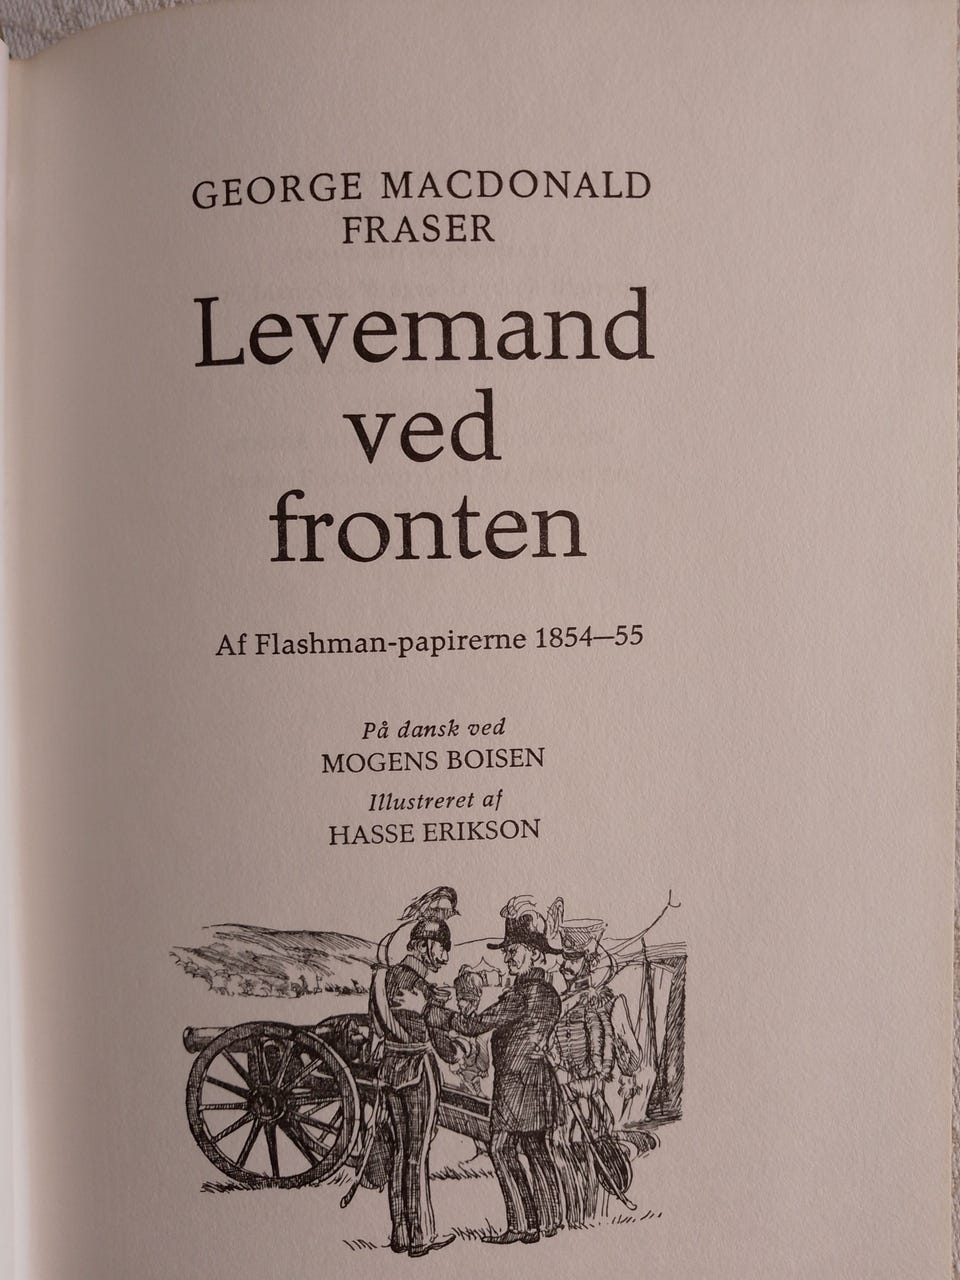 GEORGE MACDONALD
FRASER
Levemand
ved
fronten
Af Flashman-papirerne 1854—55
På dansk ved
MOGENS BOISEN
Illustreret af
HASSE ERIKSON